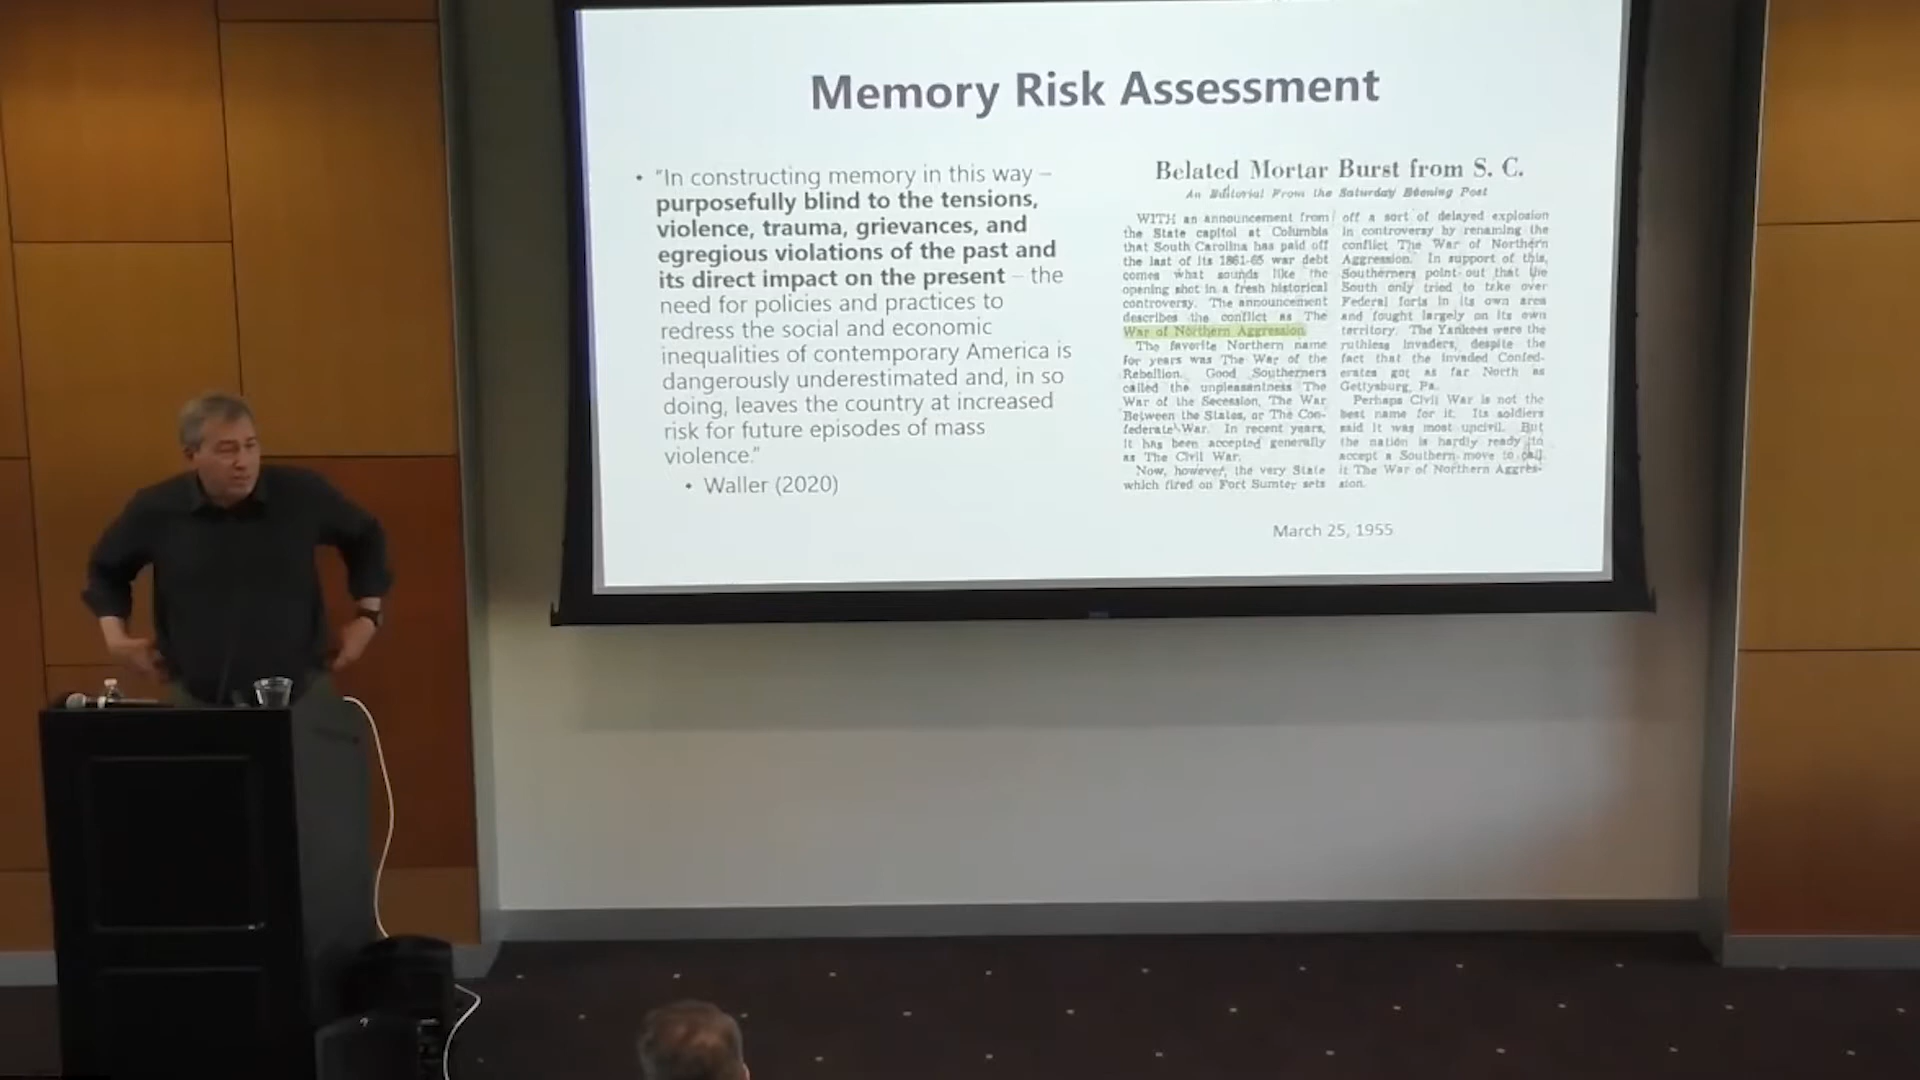 Memory Risk Assessment
• "In constructing memory in this way –
purposefully blind to the tensions,
violence, trauma, grievances, and
egregious violations of the past and
its direct impact on the present – the
need for policies and practices to
redress the social and economic
inequalities of contemporary America is
dangerously underestimated and, in so
doing, leaves the country at increased
risk for future episodes of mass
violence."
• Waller (2020)
Belated Mortar Burst from S. C.
An Editorial From the Saturday Evening Post
WITH an announcement from
the State capitol at Columbia
that South Carolina has paid off
the last of its 1861-65 war debt
comes what sounds like the
opening shot in a fresh historical
controversy. The announcement
describes the conflict as The
War of Northern Aggression.
The favorite Northern name
for years was The War of the
Rebellion. Good Southerners
called the unpleasantness The
War of the Secession, The War
Between the States, or The Con-
federate War. In recent years,
it has been accepted generally
as The Civil War.
Now, however, the very State
which fired on Fort Sumter sets
off a sort of delayed explosion
in controversy by renaming the
conflict The War of Northern
Aggression. In support of this,
Southerners point out that the
South only tried to take over
Federal forts in its own area
and fought largely on its own
territory. The Yankees were the
ruthless invaders, despite the
fact that the invaded Confed-
erates got as far North as
Gettysburg, Pa.
Perhaps Civil War is not the
best name for it. Its soldiers
said it was most uncivil. But
the nation is hardly ready to
accept a Southern move to call
it The War of Northern Aggres-
sion.
March 25, 1955